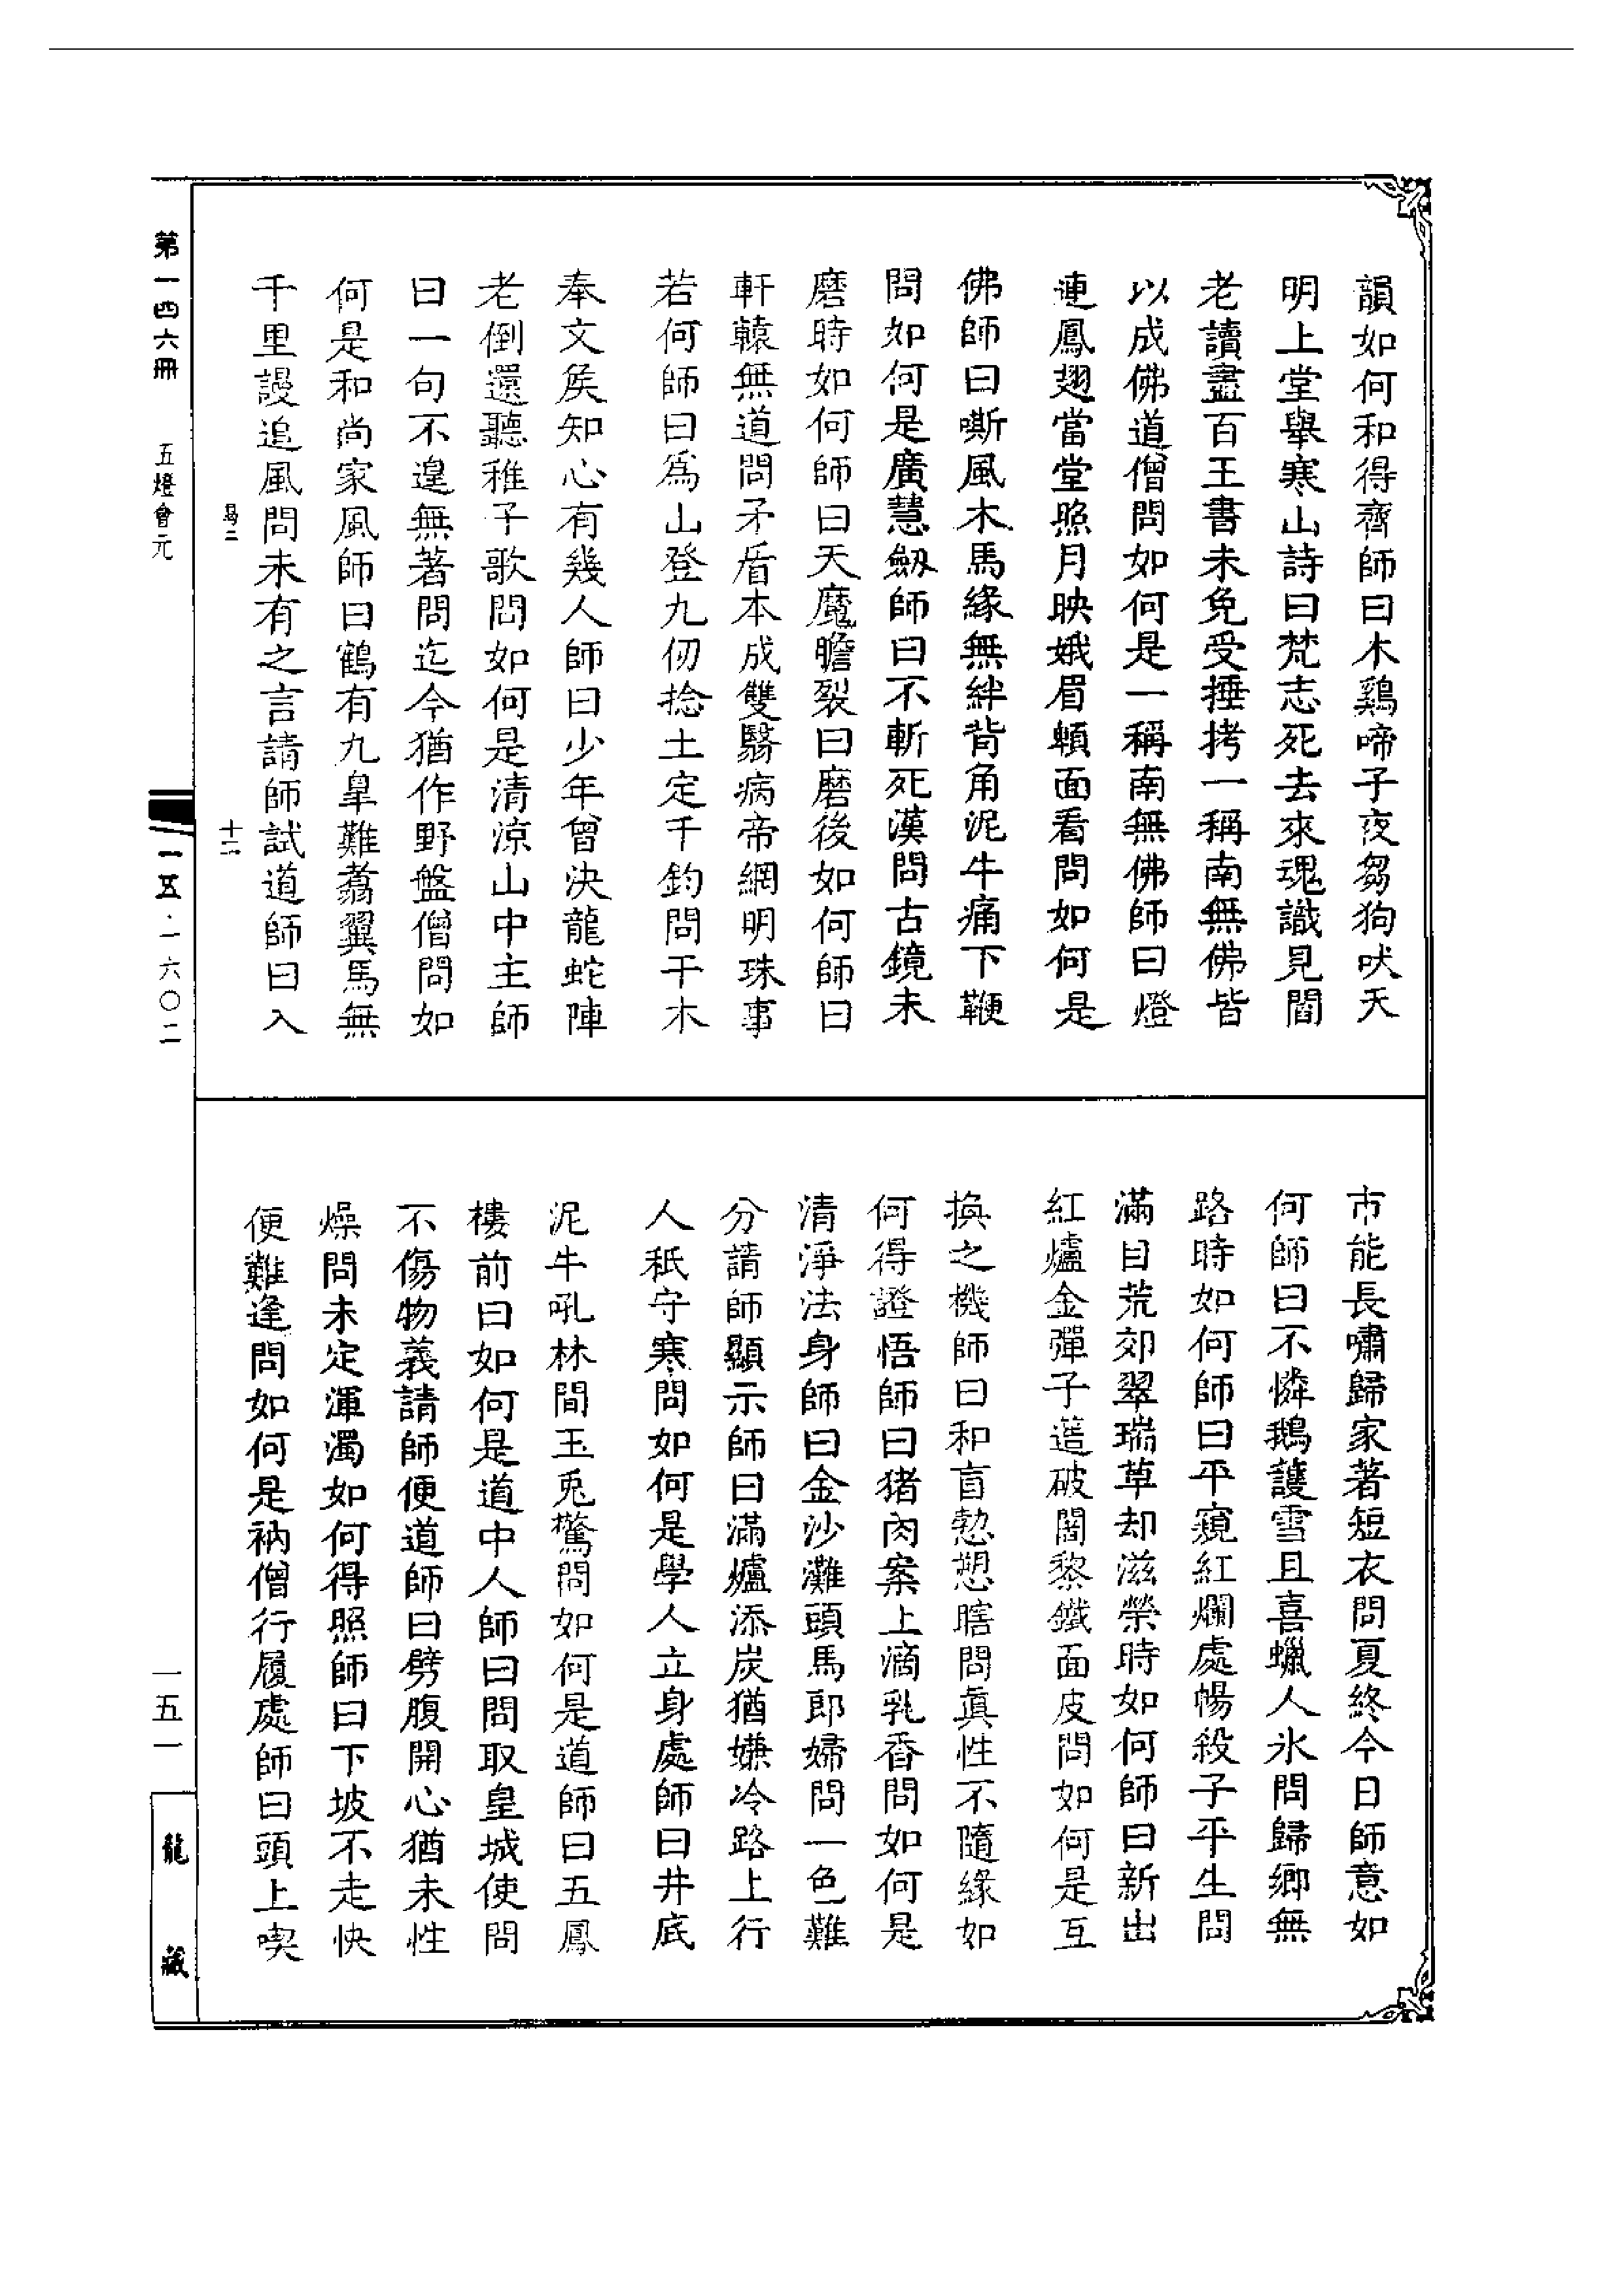 韻如何和得齊師曰木鷄啼子夜芻狗吠天
明上堂舉寒山詩曰梵志死去來魂識見閻
老讀盡百王書未免受捶拷一稱南無佛皆
以成佛道僧問如何是一稱南無佛師曰燈
連鳳翅當堂照月映娥眉頳面看問如何是
佛師曰嘶風木馬緣無絆背角泥牛痛下鞭
問如何是廣慧劔師曰不斬死漢問古鏡未
磨時如何師曰天魔膽裂曰磨後如何師曰
軒轅無道問矛盾本成雙翳病帝網明珠事
若何師曰爲山登九仞捻土定千鈞問干木
奉文矦知心有幾人師曰少年曾决龍蛇陣
老倒還聽稚子歌問如何是清涼山中主師
曰一句不遑無著問迄今猶作野盤僧問如
何是和尚家風師曰鶴有九皐難翥翼馬無
千里謾追風問未有之言請師試道師曰入
市能長嘯歸家著短衣問夏終今日師意如
何師曰不憐鵝護雪且喜蠟人氷問歸鄉無
路時如何師曰平窺紅爛處暢殺子平生問
滿目荒郊翠瑞草却滋榮時如何師曰新出
紅爐金彈子簉破闍黎鐵面皮問如何是互
換之機師曰和盲勃愬瞎問眞性不隨緣如
何得證悟師曰猪肉案上滴乳香問如何是
清淨法身師曰金沙灘頭馬郎婦問一色難
分請師顯示師曰滿爐添炭猶嫌冷路上行
人秖守寒問如何是學人立身處師曰井底
泥牛吼林間玉兎驚問如何是道師曰五鳳
樓前曰如何是道中人師曰問取皇城使問
不傷物義請師便道師曰劈腹開心猶未性
燥問未定渾濁如何得照師曰下坡不走快
便難逢問如何是衲僧行履處師曰頭上喫
易二
十二
第一四六冊
五燈會元
一五·一六〇二
一五一
龍藏